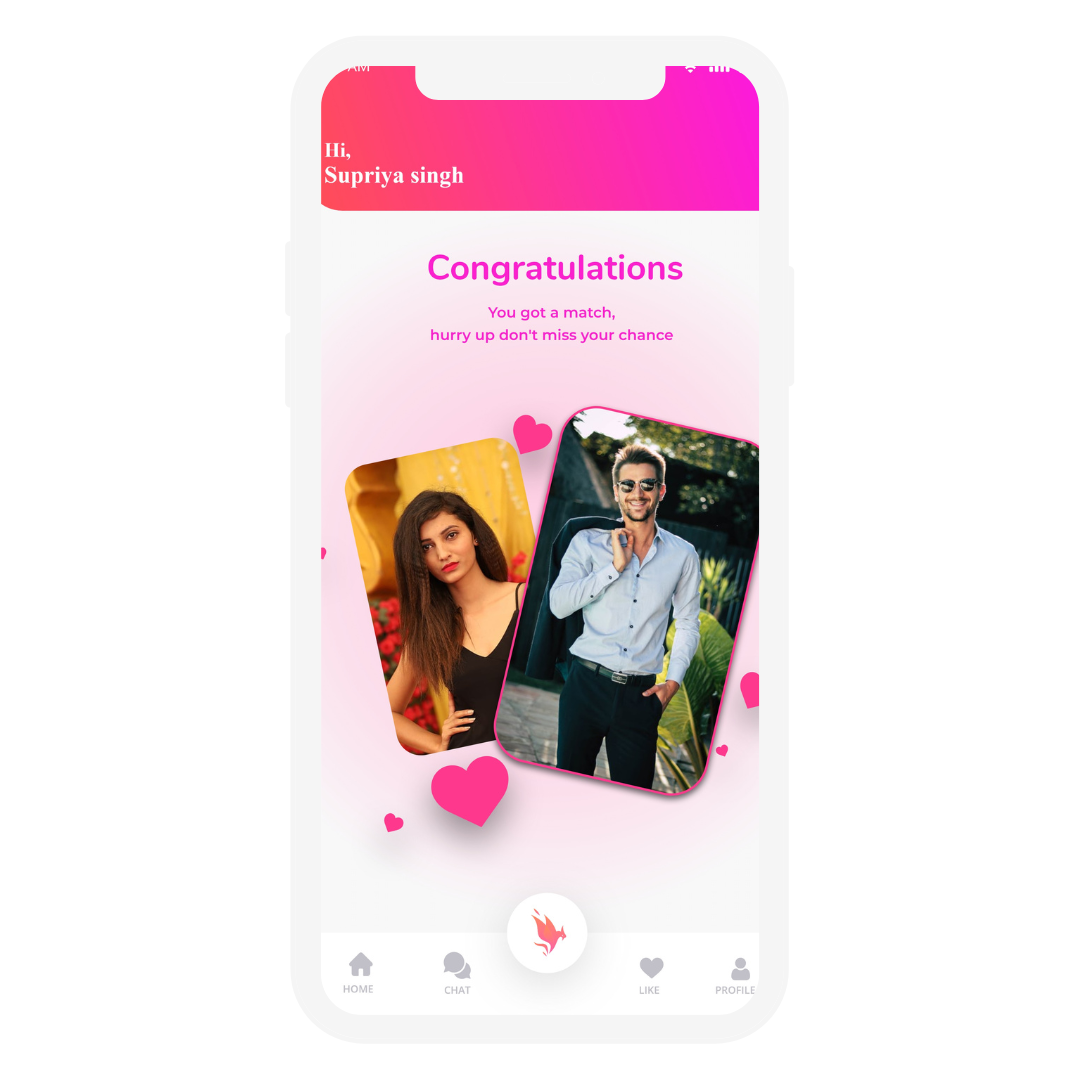 AM
Hi,
Supriya singh
Congratulations
You got a match,
hurry up don't miss your chance
HOME
CHAT
LIKE
PROFILE